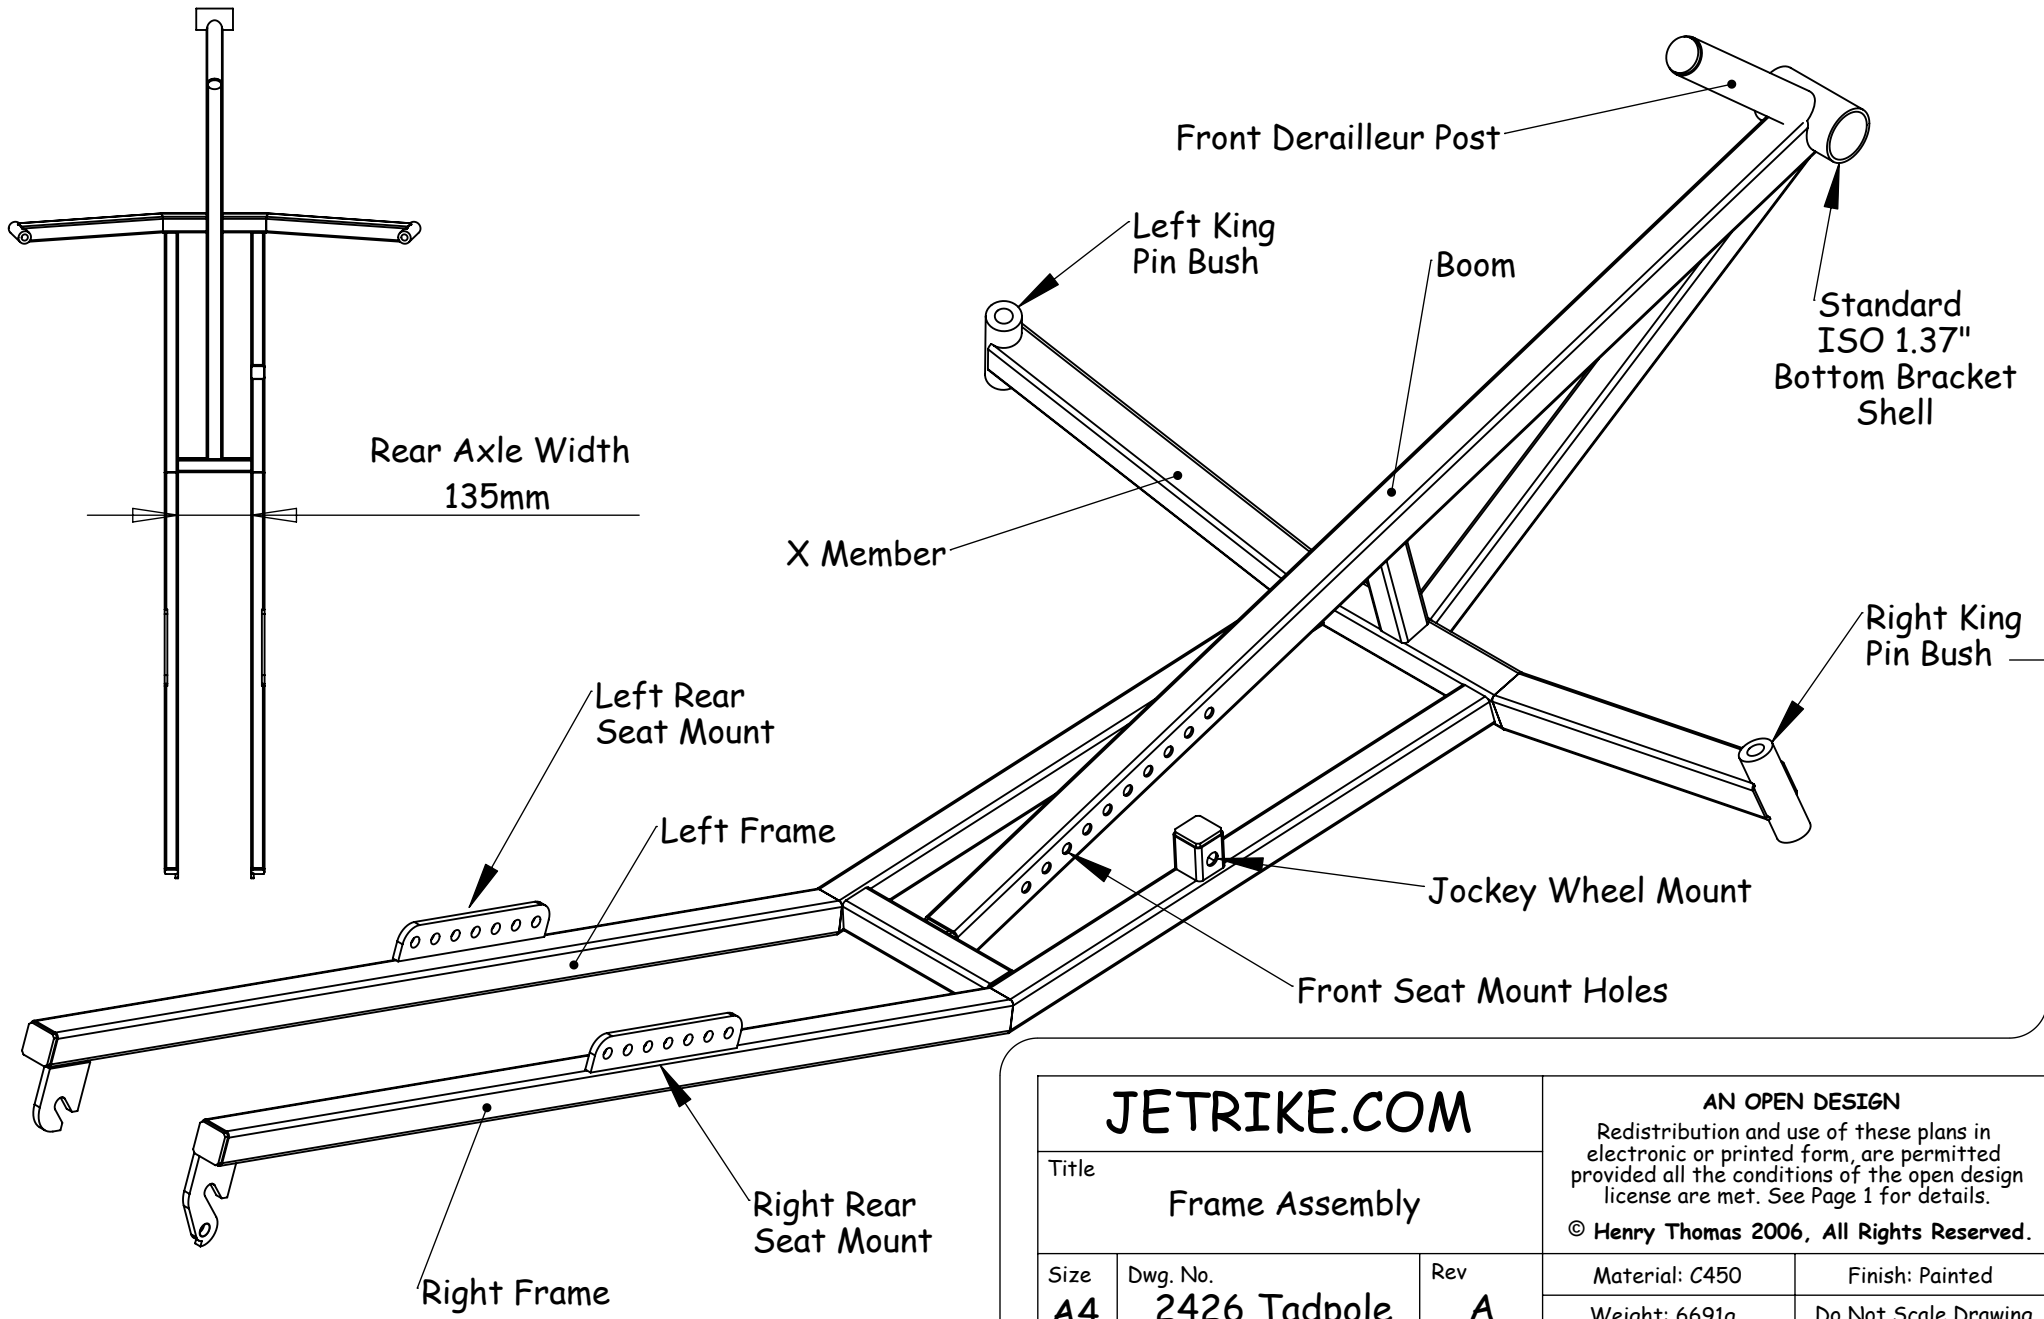 Front Derailleur Post
Left King
Pin Bush
Boom
Standard
ISO 1.37"
Bottom Bracket
Shell
Rear Axle Width
135mm
X Member
Right King
Pin Bush
Left Rear
Seat Mount
Left Frame
Jockey Wheel Mount
Front Seat Mount Holes
Right Rear
Seat Mount
Right Frame
JETRIKE.COM
Title
Frame Assembly
AN OPEN DESIGN
Redistribution and use of these plans in
electronic or printed form, are permitted
provided all the conditions of the open design
license are met. See Page 1 for details.
© Henry Thomas 2006, All Rights Reserved.
Size
A4
Dwg. No.
2426 Tadpole
Rev
A
Material: C450
Finish: Painted
Weight: 6691g
Do Not Scale Drawing